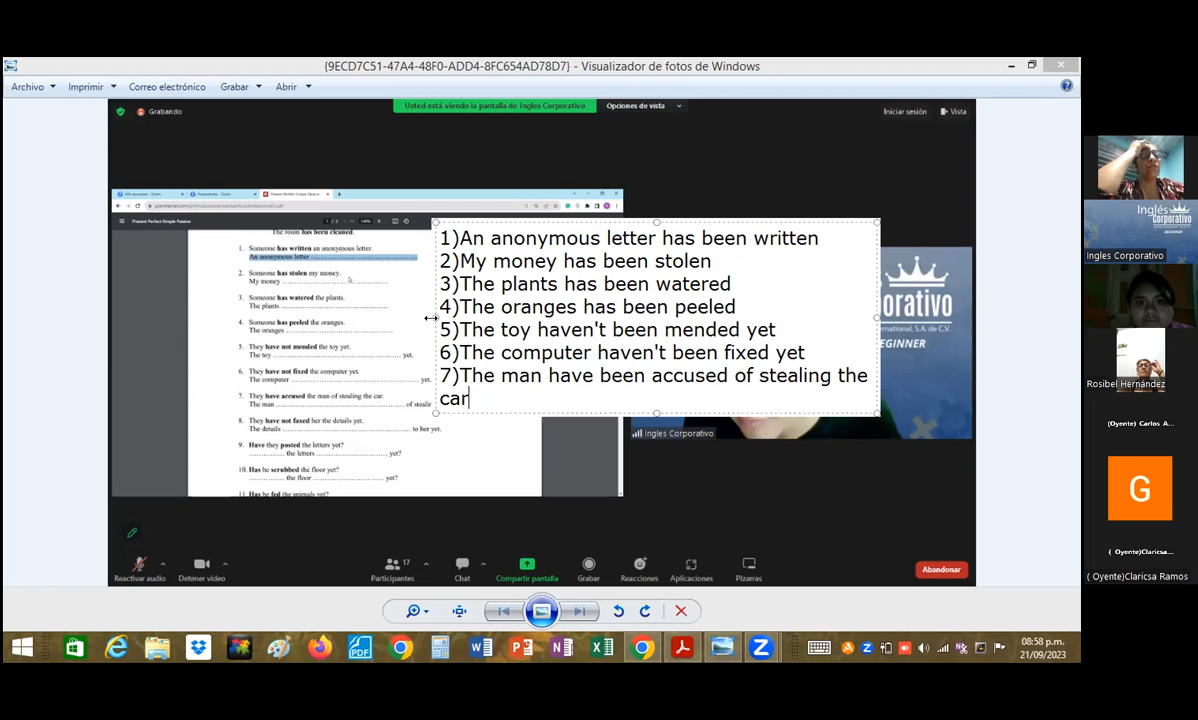 {9ECD7C51-47A4-48F0-ADD4-8FC654AD78D7} - Visualizador de fotos de Windows
Archivo Imprimir Correo electrónico Grabar Abrir
Grabando
Usted está viendo la pantalla de Ingles Corporativo
Opciones de vista
Iniciar sesión
Vista
Present Perfect Simple Passive
The room has been cleaned.
1. Someone has written an anonymous letter.
An anonymous letter ........................................
2. Someone has stolen my money.
My money ........................................
3. Someone has watered the plants.
The plants ........................................
4. Someone has peeled the oranges.
The oranges ........................................
5. They have not mended the toy yet.
The toy ........................................ yet.
6. They have not fixed the computer yet.
The computer ........................................ yet.
7. They have accused the man of stealing the car.
The man ........................................ of
8. They have not faxed her the details yet.
The details ........................................ to her yet.
9. Have they posted the letters yet?
............ the letters ........................ yet?
10. Has he scrubbed the floor yet?
............ the floor ........................ yet?
11. Has he fed the animals yet?
1)An anonymous letter has been written
2)My money has been stolen
3)The plants has been watered
4)The oranges has been peeled
5)The toy haven't been mended yet
6)The computer haven't been fixed yet
7)The man have been accused of stealing the
car
orativo
ernational, S.A. de C.V.
EGINNER
Ingles Corporativo
Reactivar audio
Detener vídeo
17
Participantes
Chat
Compartir pantalla
Grabar
Reacciones
Aplicaciones
Pizarras
Abandonar
Inglés
Corporativo
BEGINNER
Ingles Corporativo
Rosibel Hernández
(Oyente) Carlos A...
G
( Oyente)Claricsa...
( Oyente)Claricsa Ramos
PDF
08:58 p.m.
21/09/2023